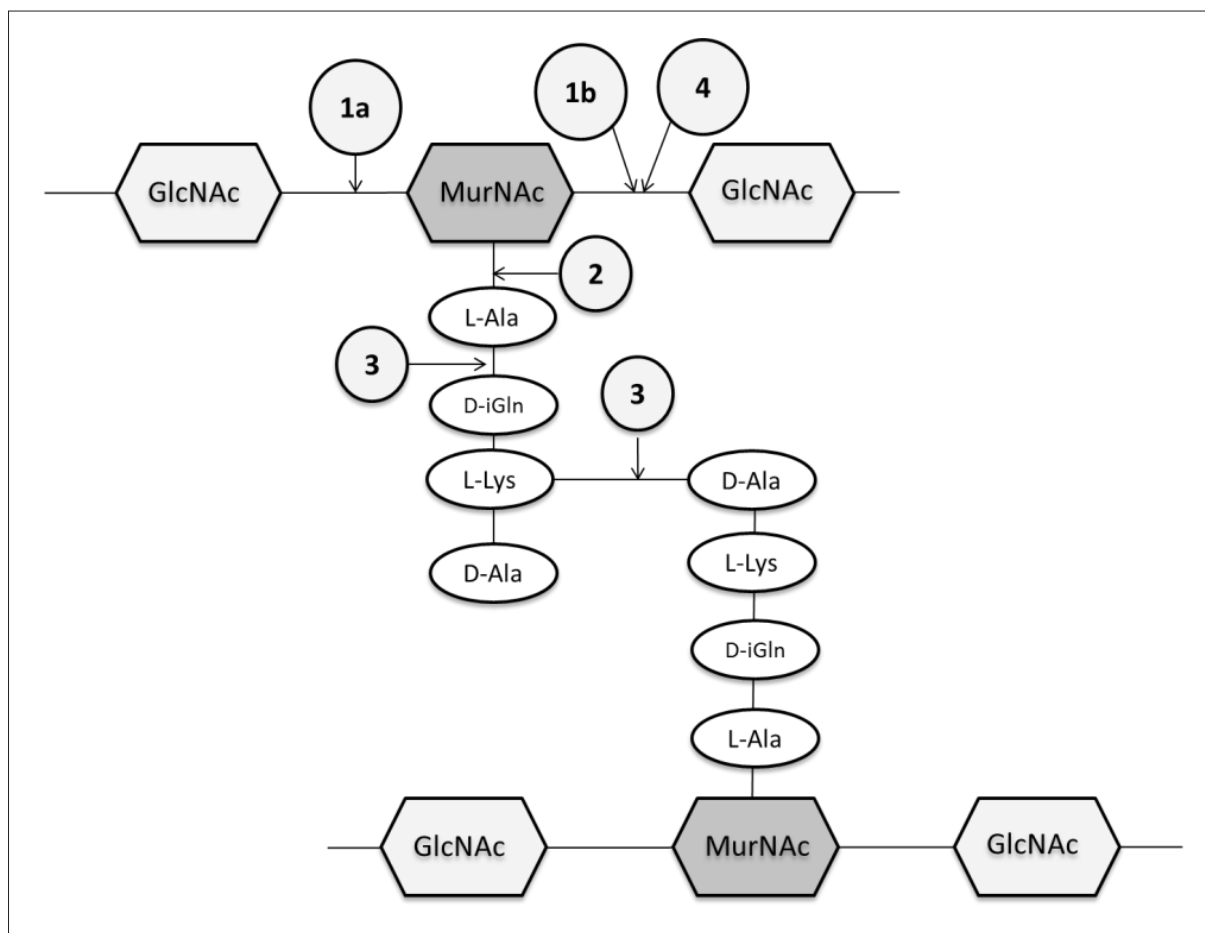 1a
1b
4
GlcNAc
MurNAc
GlcNAc
2
L-Ala
3
3
D-iGln
L-Lys
D-Ala
D-Ala
L-Lys
D-iGln
L-Ala
GlcNAc
MurNAc
GlcNAc